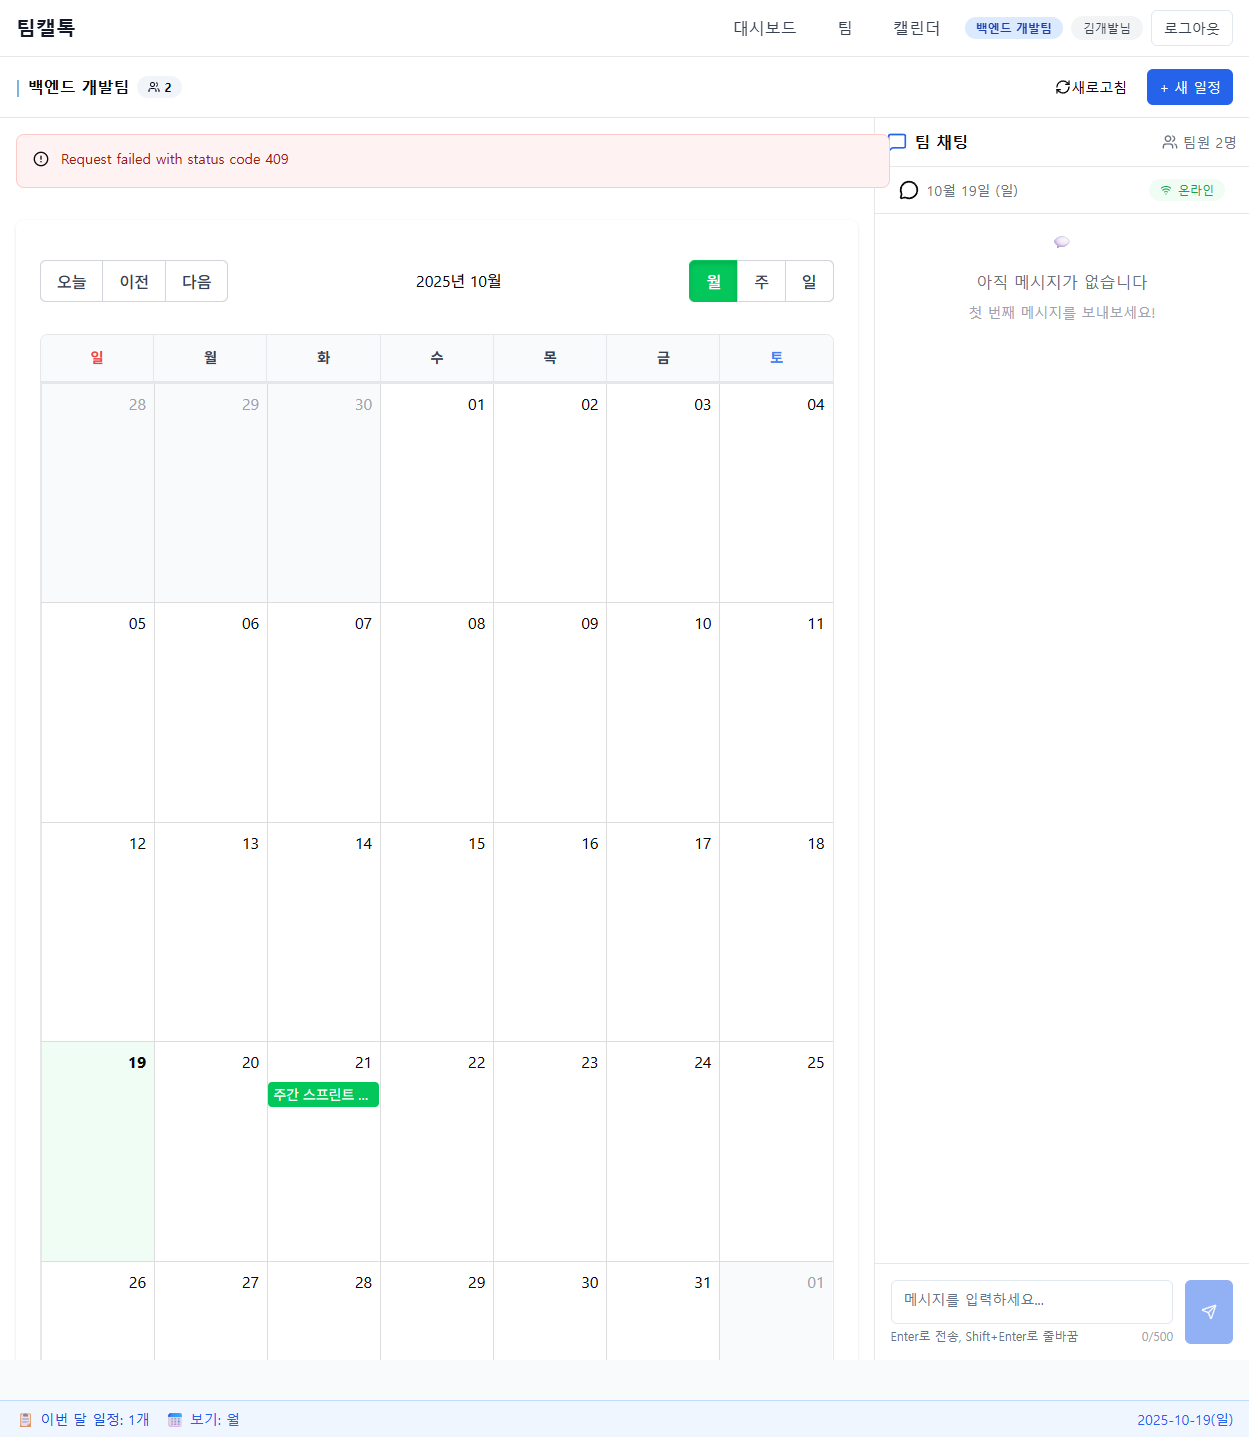 팀캘톡
대시보드 팀 캘린더 백엔드 개발팀 김개발님 로그아웃
백엔드 개발팀 2
새로고침 + 새 일정
Request failed with status code 409
팀 채팅 팀원 2명
10월 19일 (일) 온라인
아직 메시지가 없습니다
첫 번째 메시지를 보내보세요!
오늘 이전 다음 2025년 10월 월 주 일
일 월 화 수 목 금 토
28 29 30 01 02 03 04
05 06 07 08 09 10 11
12 13 14 15 16 17 18
19 20 21 22 23 24 25
주간 스프린트 ...
26 27 28 29 30 31 01
메시지를 입력하세요...
Enter로 전송, Shift+Enter로 줄바꿈 0/500
이번 달 일정: 1개 보기: 월 2025-10-19(일)